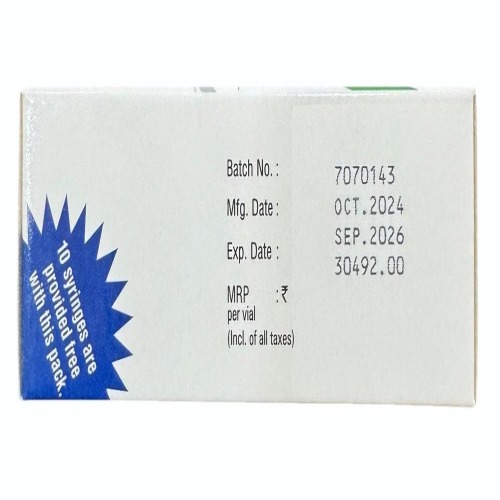 Batch No. : 7070143
Mfg. Date : OCT.2024
Exp. Date : SEP.2026
MRP : ₹ 30492.00
per vial
(Incl. of all taxes)
10 syringes are
provided free
with this pack.